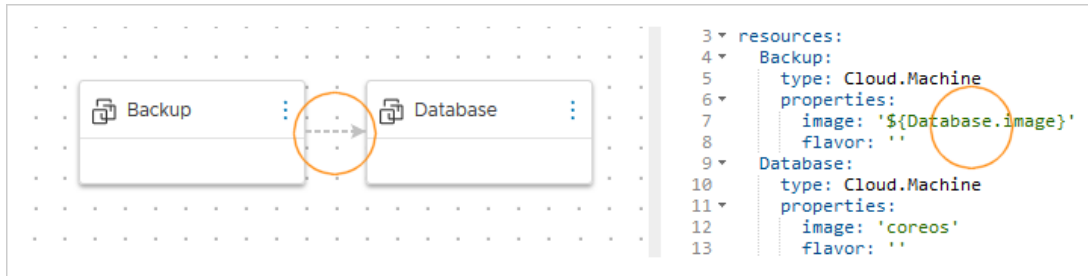 Backup
Database
3 resources:
4 Backup:
5 type: Cloud.Machine
6 properties:
7 image: '${Database.image}'
8 flavor: ''
9 Database:
10 type: Cloud.Machine
11 properties:
12 image: 'coreos'
13 flavor: ''